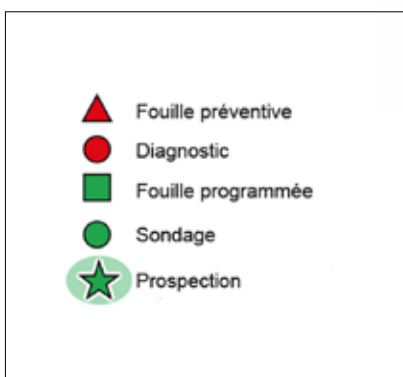 Fouille préventive
Diagnostic
Fouille programmée
Sondage
Prospection